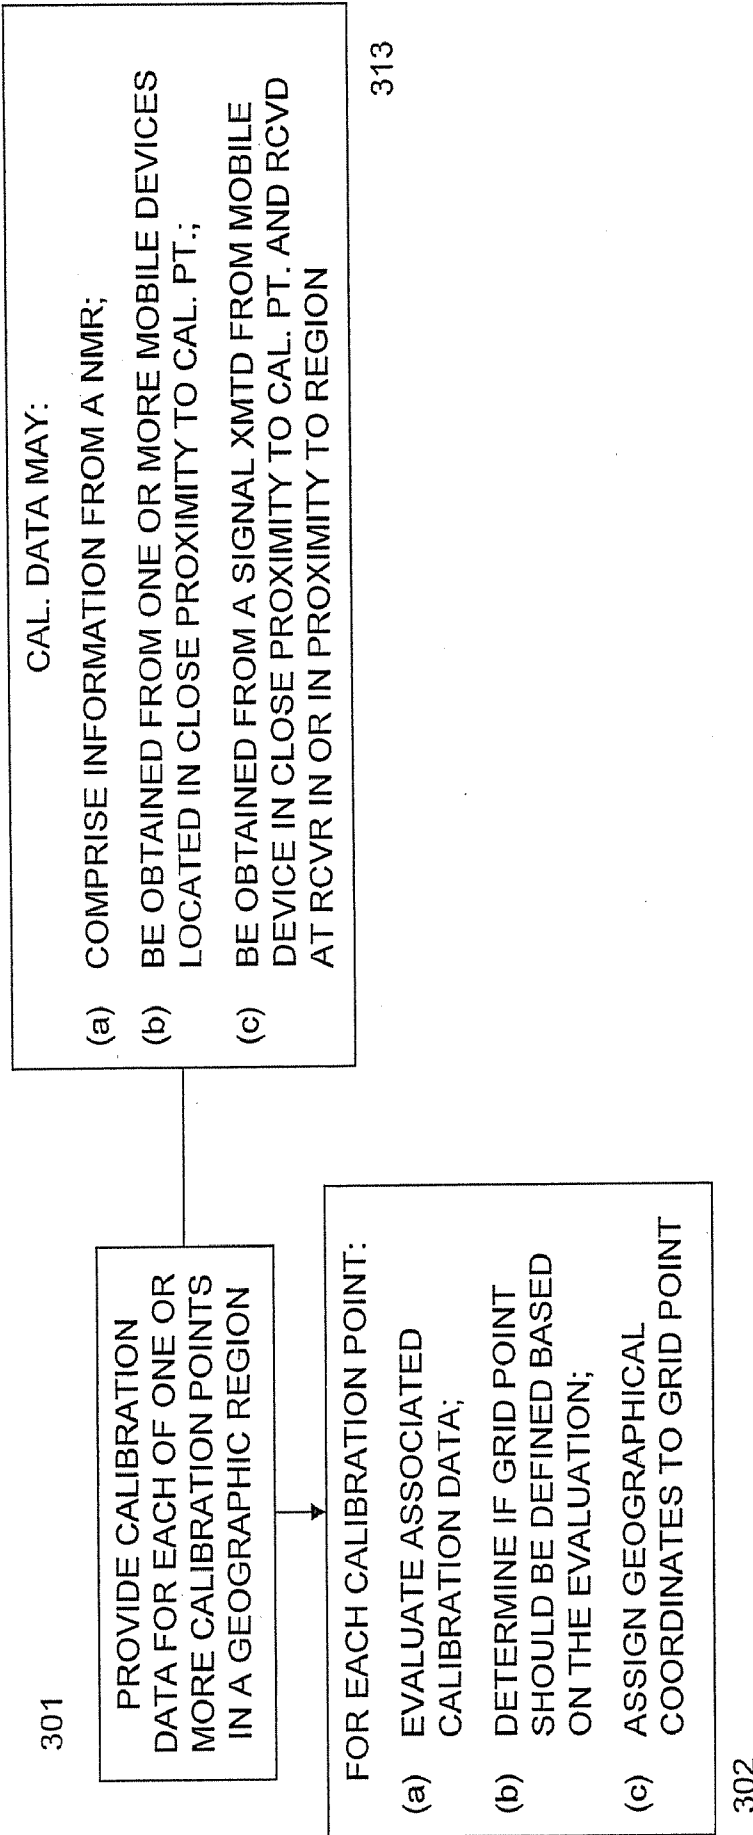 301
PROVIDE CALIBRATION
DATA FOR EACH OF ONE OR
MORE CALIBRATION POINTS
IN A GEOGRAPHIC REGION
CAL. DATA MAY:
(a) COMPRISE INFORMATION FROM A NMR;
(b) BE OBTAINED FROM ONE OR MORE MOBILE DEVICES
LOCATED IN CLOSE PROXIMITY TO CAL. PT.;
(c) BE OBTAINED FROM A SIGNAL XMTD FROM MOBILE
DEVICE IN CLOSE PROXIMITY TO CAL. PT. AND RCVD
AT RCVR IN OR IN PROXIMITY TO REGION
313
FOR EACH CALIBRATION POINT:
(a) EVALUATE ASSOCIATED
CALIBRATION DATA;
(b) DETERMINE IF GRID POINT
SHOULD BE DEFINED BASED
ON THE EVALUATION;
(c) ASSIGN GEOGRAPHICAL
COORDINATES TO GRID POINT
302